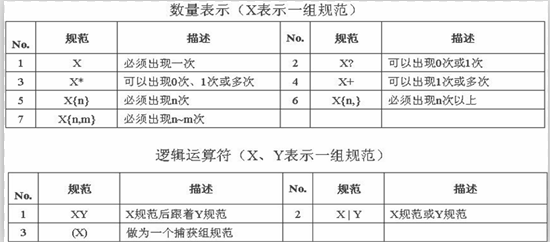 数量表示（X表示一组规范）
No. 规范 描述 No. 规范 描述
1 X 必须出现一次 2 X? 可以出现0次或1次
3 X* 可以出现0次、1次或多次 4 X+ 可以出现1次或多次
5 X{n} 必须出现n次 6 X{n,} 必须出现n次以上
7 X{n,m} 必须出现n~m次
逻辑运算符（X、Y表示一组规范）
No. 规范 描述 No. 规范 描述
1 XY X规范后跟着Y规范 2 X | Y X规范或Y规范
3 (X) 做为一个捕获组规范